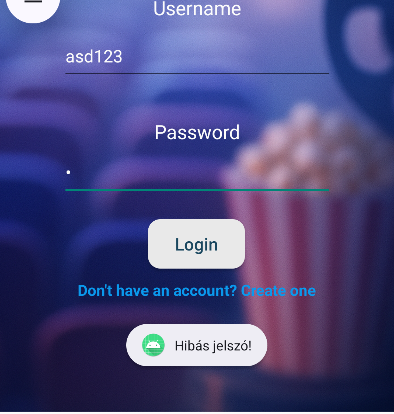 Username
asd123
Password
•
Login
Don't have an account? Create one
Hibás jelszó!